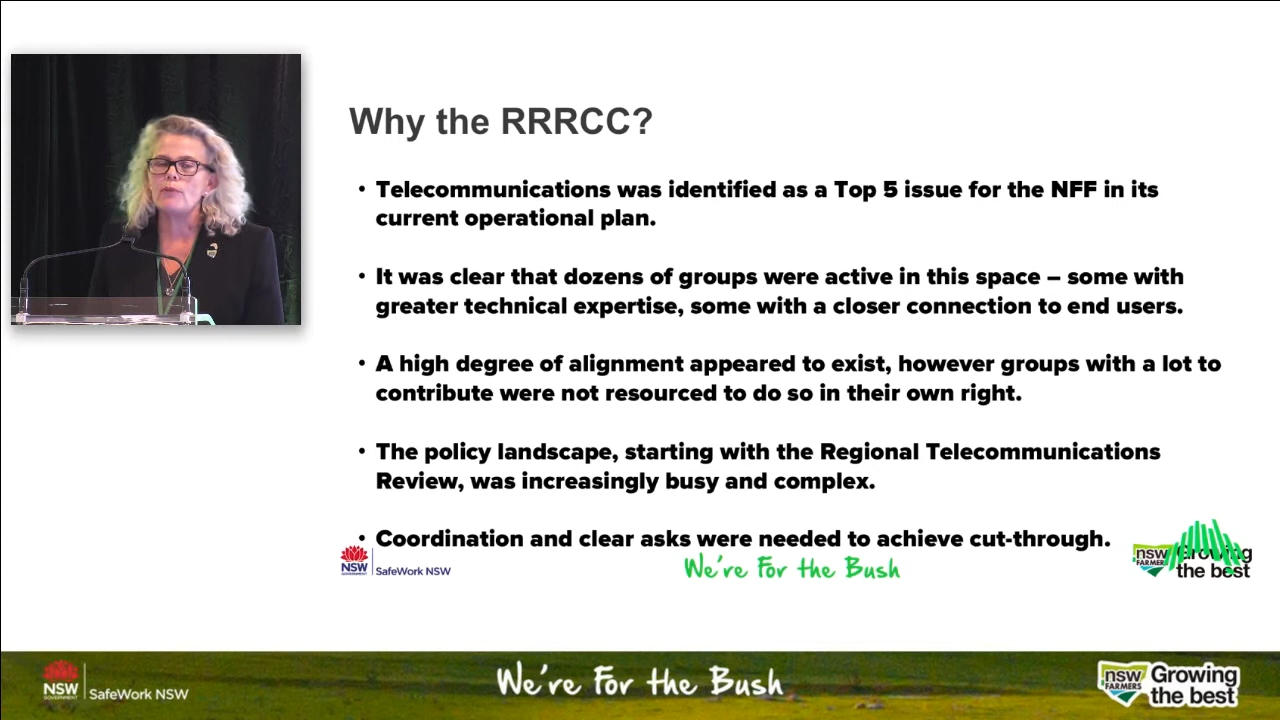 Why the RRRCC?
• Telecommunications was identified as a Top 5 issue for the NFF in its
current operational plan.
• It was clear that dozens of groups were active in this space – some with
greater technical expertise, some with a closer connection to end users.
• A high degree of alignment appeared to exist, however groups with a lot to
contribute were not resourced to do so in their own right.
• The policy landscape, starting with the Regional Telecommunications
Review, was increasingly busy and complex.
• Coordination and clear asks were needed to achieve cut-through.
NSW
GOVERNMENT
SafeWork NSW
We're For the Bush
nsw
FARMERS
Growing
the best
NSW
GOVERNMENT
SafeWork NSW
We're For the Bush
nsw
FARMERS
Growing
the best